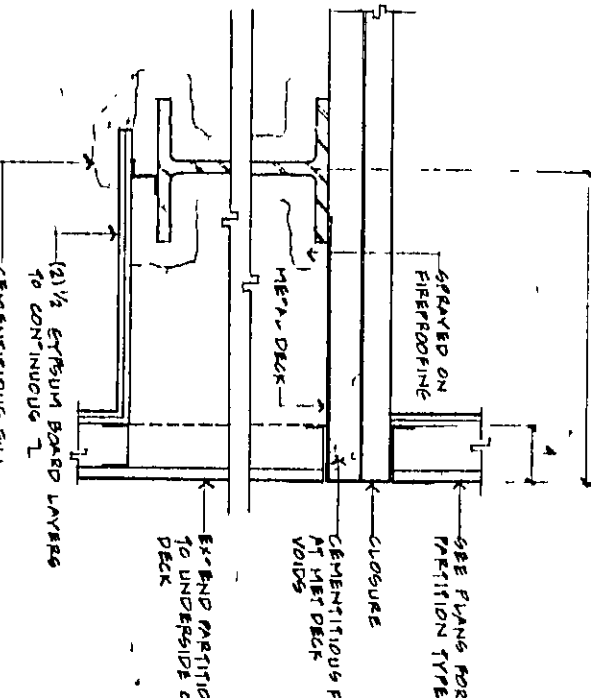 SEE PLANS FOR
PARTITION TYPE
4
CLOSURE
CEMENTITIOUS F
AT MET DECK
VOIDS
EXTEND PARTITIO
TO UNDERSIDE O
DECK
SPRAYED ON
FIREPROOFING
METAL DECK
(2) 1/2 GYPSUM BOARD LAYERS
TO CONTINUOUS L